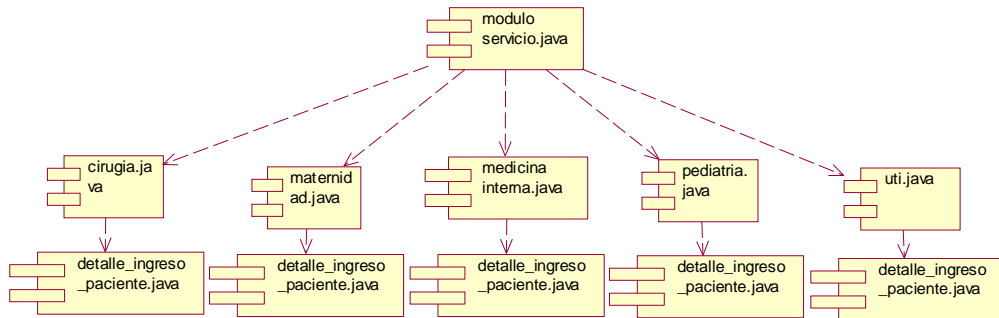 modulo
servicio.java
cirugia.ja
va
maternid
ad.java
medicina
interna.java
pediatria.
java
uti.java
detalle_ingreso
_paciente.java
detalle_ingreso
_paciente.java
detalle_ingreso
_paciente.java
detalle_ingreso
_paciente.java
detalle_ingreso
_paciente.java